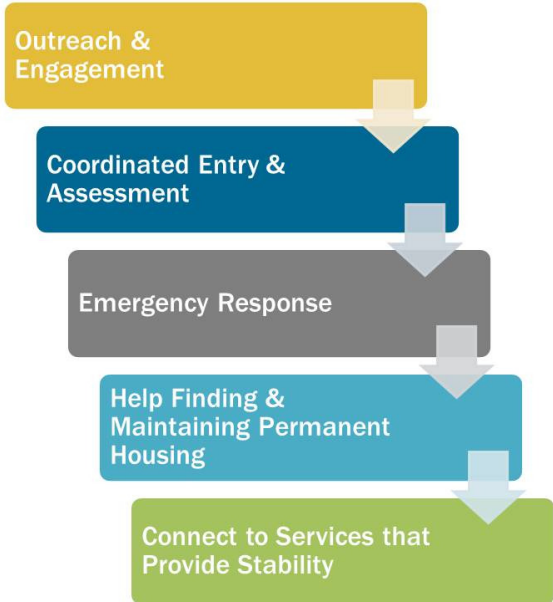 Outreach &
Engagement
Coordinated Entry &
Assessment
Emergency Response
Help Finding &
Maintaining Permanent
Housing
Connect to Services that
Provide Stability